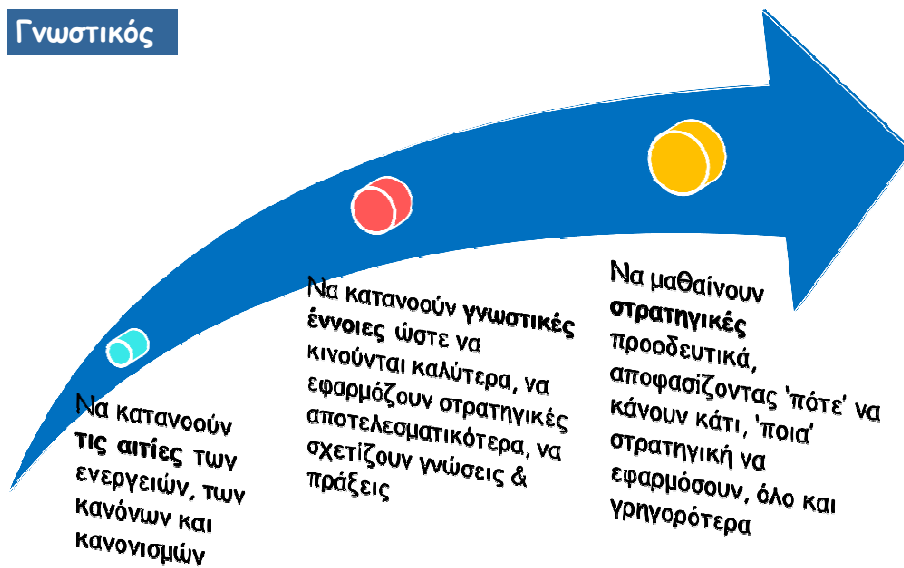 Γνωστικός
Να κατανοούν
τις αιτίες των
ενεργειών, των
κανόνων και
κανονισμών
Να κατανοούν γνωστικές
έννοιες ώστε να
κινούνται καλύτερα, να
εφαρμόζουν στρατηγικές
αποτελεσματικότερα, να
σχετίζουν γνώσεις &
πράξεις
Να μαθαίνουν
στρατηγικές
προοδευτικά,
αποφασίζοντας 'πότε' να
κάνουν κάτι, 'ποια'
στρατηγική να
εφαρμόσουν, όλο και
γρηγορότερα